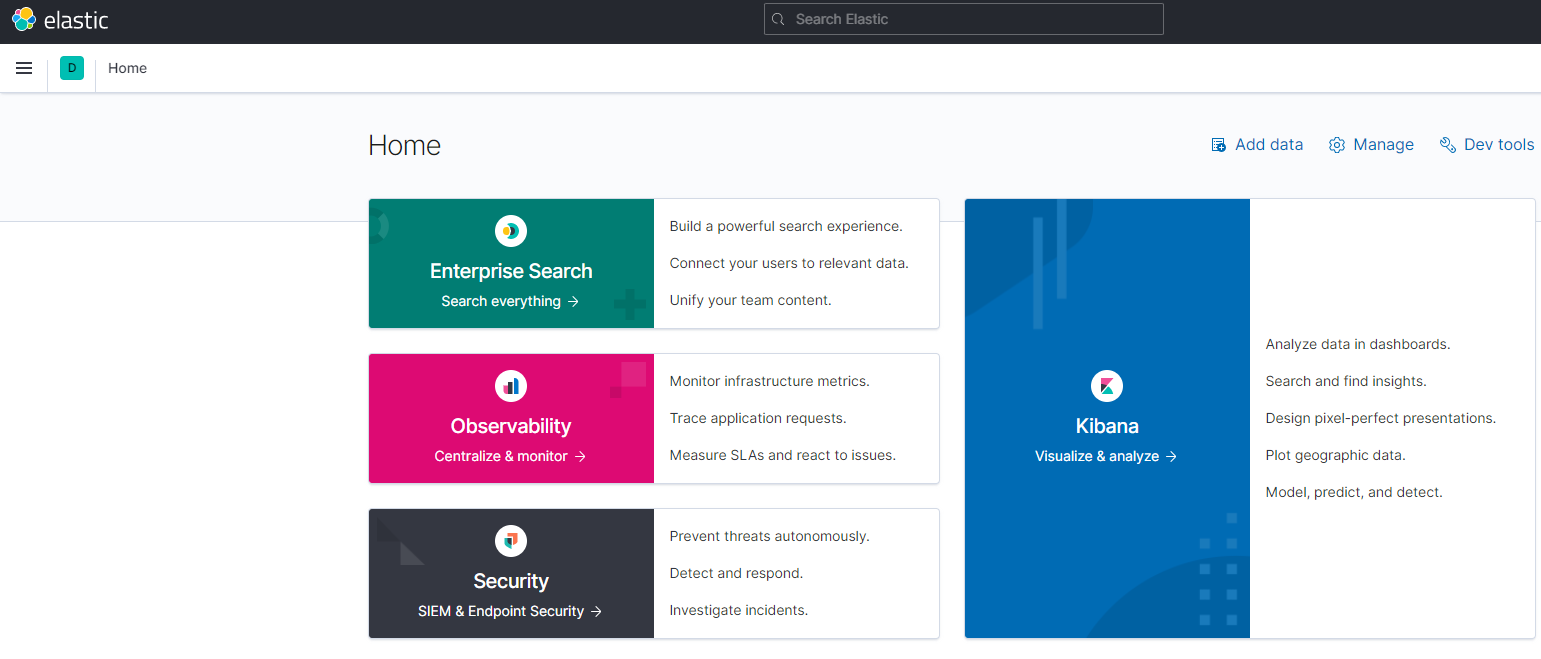 elastic
Search Elastic
D
Home
Home
Add data
Manage
Dev tools
Enterprise Search
Search everything →
Build a powerful search experience.
Connect your users to relevant data.
Unify your team content.
Observability
Centralize & monitor →
Monitor infrastructure metrics.
Trace application requests.
Measure SLAs and react to issues.
Security
SIEM & Endpoint Security →
Prevent threats autonomously.
Detect and respond.
Investigate incidents.
Kibana
Visualize & analyze →
Analyze data in dashboards.
Search and find insights.
Design pixel-perfect presentations.
Plot geographic data.
Model, predict, and detect.